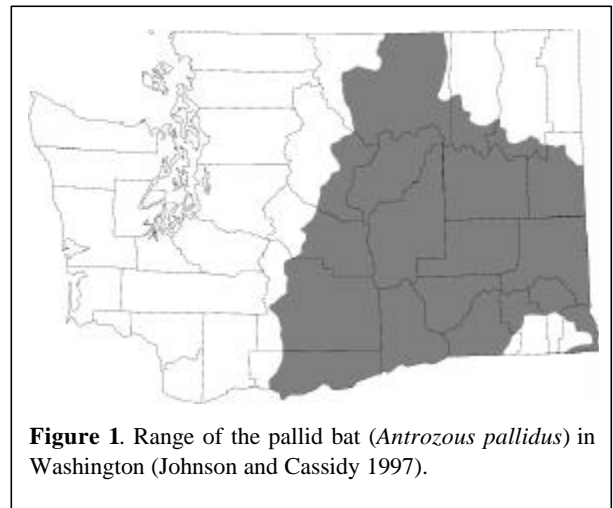 Figure 1. Range of the pallid bat (Antrozous pallidus) in
Washington (Johnson and Cassidy 1997).